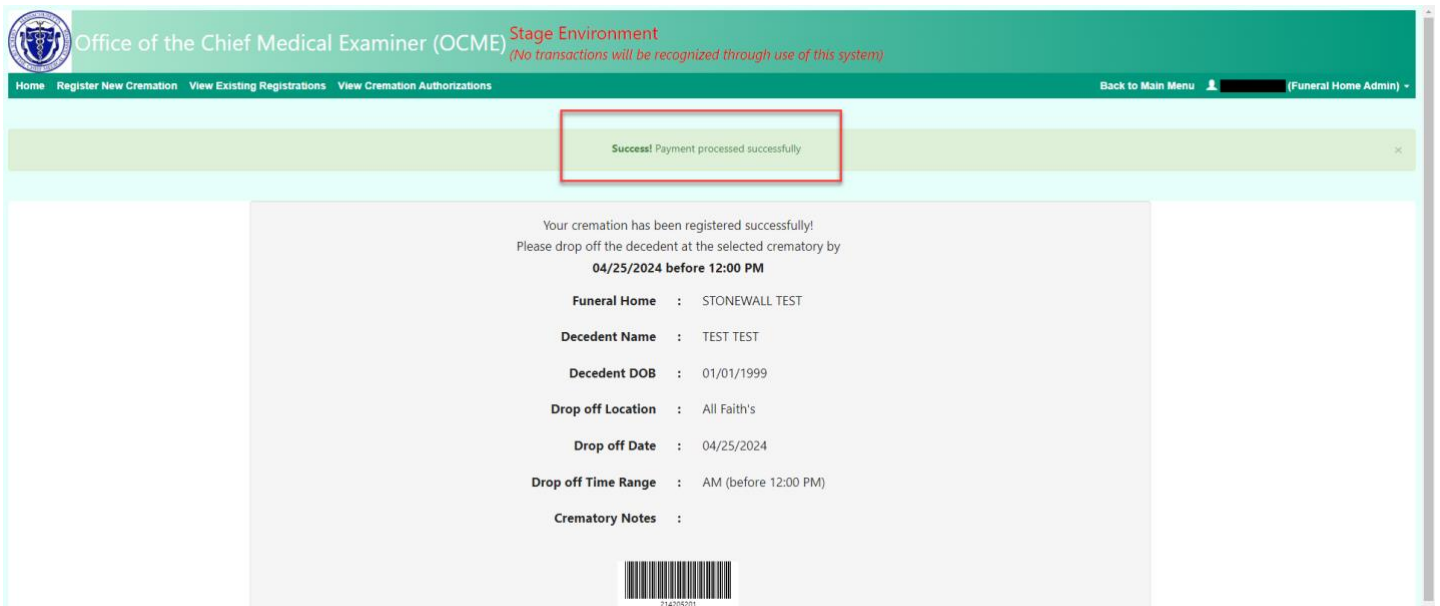 Office of the Chief Medical Examiner (OCME)
Stage Environment
(No transactions will be recognized through use of this system)
Home Register New Cremation View Existing Registrations View Cremation Authorizations Back to Main Menu (Funeral Home Admin)
Success! Payment processed successfully ×
Your cremation has been registered successfully!
Please drop off the decedent at the selected crematory by
04/25/2024 before 12:00 PM
Funeral Home : STONEWALL TEST
Decedent Name : TEST TEST
Decedent DOB : 01/01/1999
Drop off Location : All Faith's
Drop off Date : 04/25/2024
Drop off Time Range : AM (before 12:00 PM)
Crematory Notes :
214205201